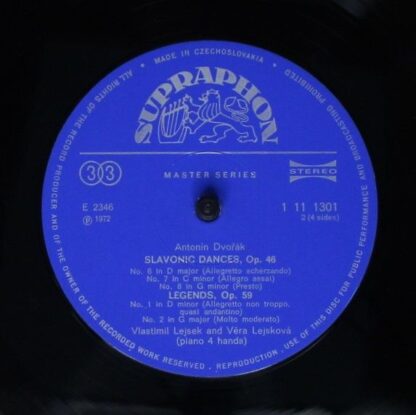 MADE IN CZECHOSLOVAKIA
ALL RIGHTS OF THE RECORD PRODUCER AND OF THE OWNER OF THE RECORDED WORK RESERVED . REPRODUCTION AND USE OF THIS DISC FOR PUBLIC PERFORMANCE AND BROADCASTING PROHIBITED
SUPRAPHON
33
MASTER SERIES
STEREO
E 2346
1 11 1301
℗ 1972
2 (4 sides)
Antonín Dvořák
SLAVONIC DANCES, Op. 46
No. 6 in D major (Allegretto scherzando)
No. 7 in C minor (Allegro assai)
No. 8 in G minor (Presto)
LEGENDS, Op. 59
No. 1 in D minor (Allegretto non troppo,
quasi andantino)
No. 2 in G major (Molto moderato)
Vlastimil Lejsek and Věra Lejsková
(piano 4 hands)